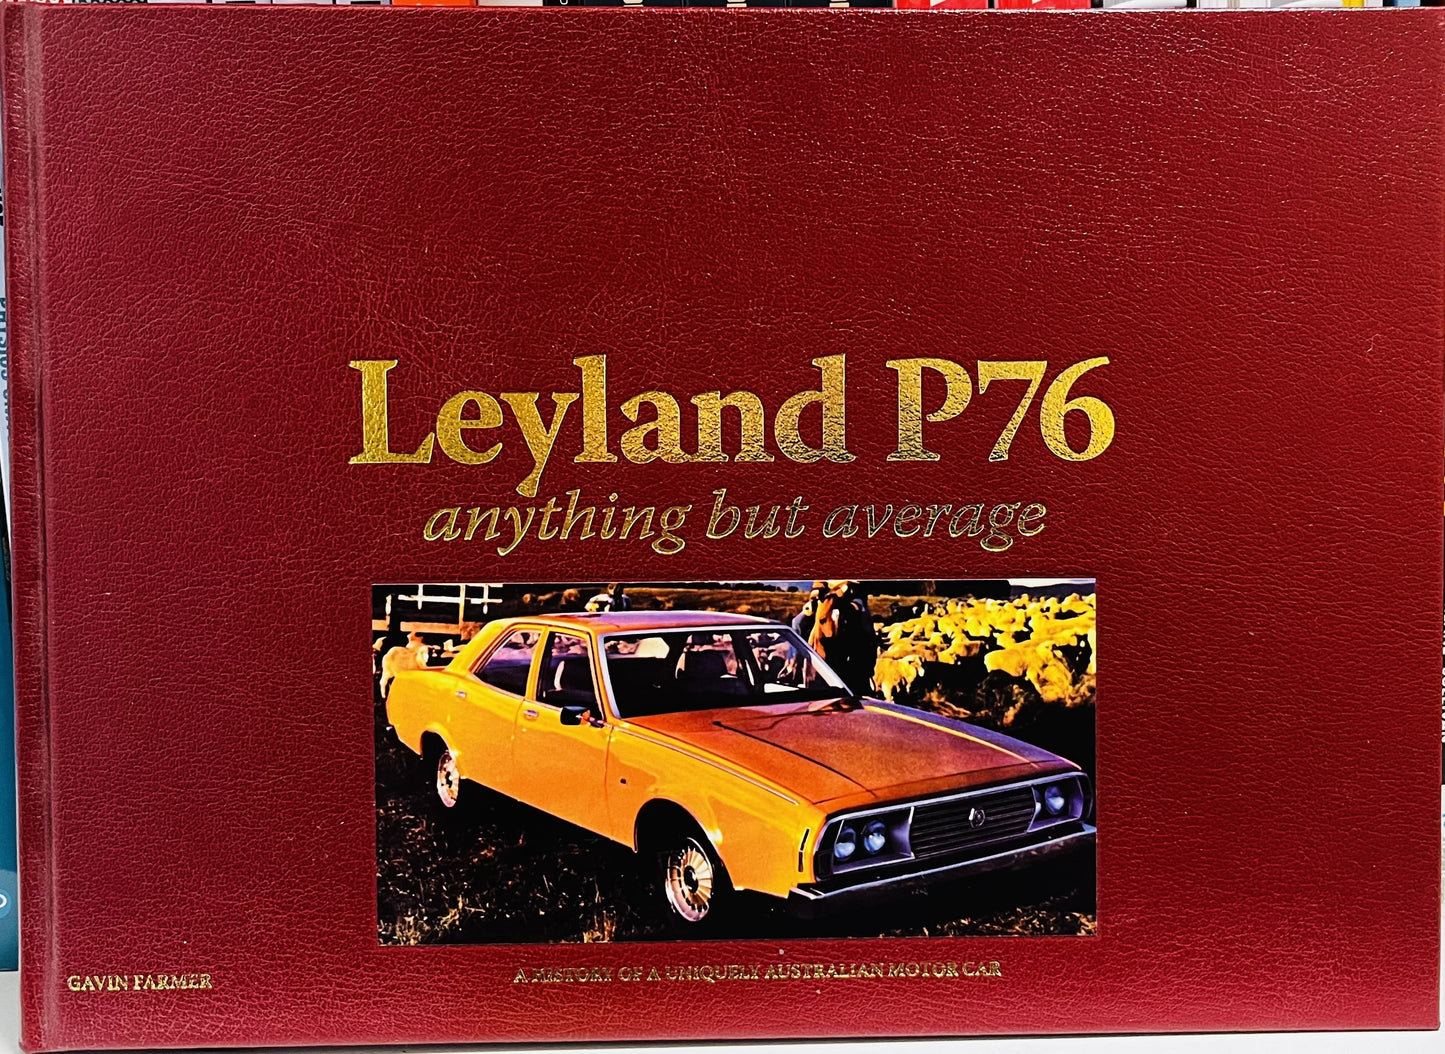 Leyland P76
anything but average
GAVIN FARMER
A HISTORY OF A UNIQUELY AUSTRALIAN MOTOR CAR